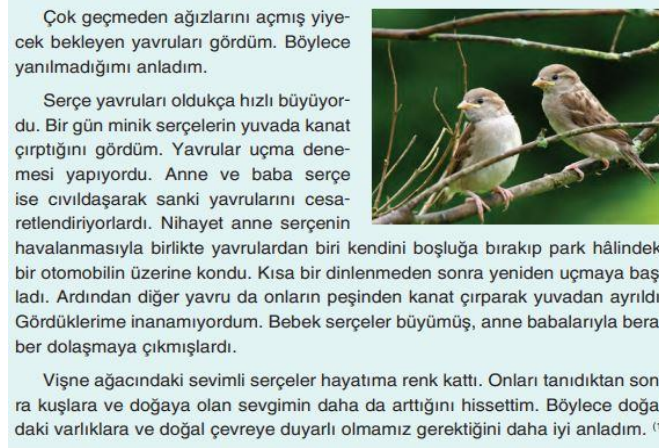 Çok geçmeden ağızlarını açmış yiye-
cek bekleyen yavruları gördüm. Böylece
yanılmadığımı anladım.
Serçe yavruları oldukça hızlı büyüyor-
du. Bir gün minik serçelerin yuvada kanat
çırptığını gördüm. Yavrular uçma dene-
mesi yapıyordu. Anne ve baba serçe
ise cıvıldaşarak sanki yavrularını cesa-
retlendiriyorlardı. Nihayet anne serçenin
havalanmasıyla birlikte yavrulardan biri kendini boşluğa bırakıp park hâlindek
bir otomobilin üzerine kondu. Kısa bir dinlenmeden sonra yeniden uçmaya baş
ladı. Ardından diğer yavru da onların peşinden kanat çırparak yuvadan ayrıldı
Gördüklerime inanamıyordum. Bebek serçeler büyümüş, anne babalarıyla bera
ber dolaşmaya çıkmışlardı.
Vişne ağacındaki sevimli serçeler hayatıma renk kattı. Onları tanıdıktan son
ra kuşlara ve doğaya olan sevgimin daha da arttığını hissettim. Böylece doğa
daki varlıklara ve doğal çevreye duyarlı olmamız gerektiğini daha iyi anladım. (1